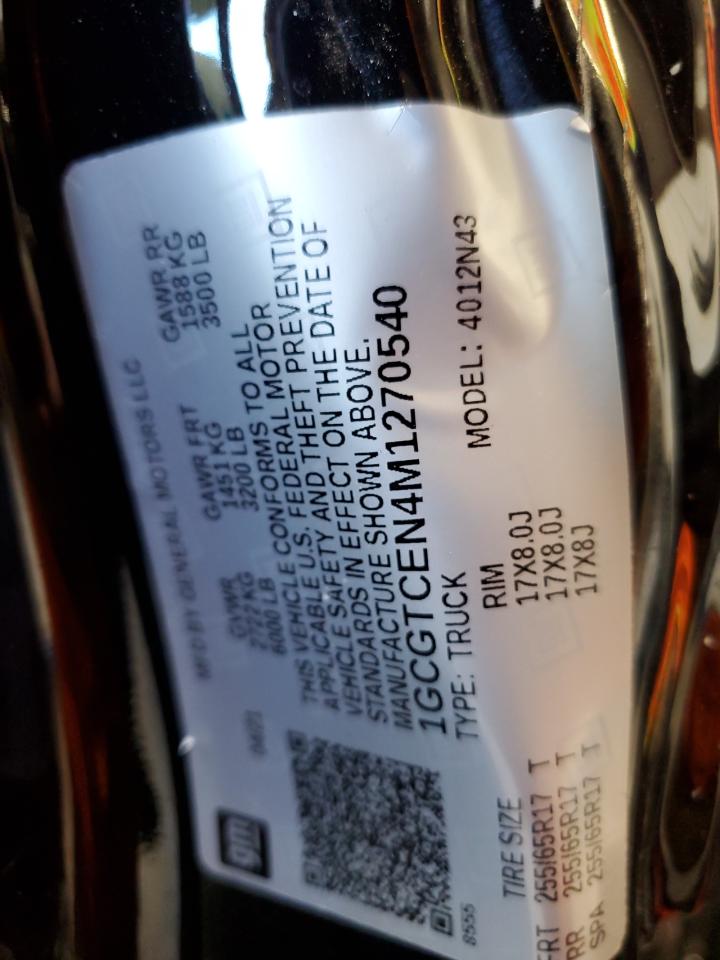 gm
04/21 MFD BY GENERAL MOTORS LLC
GVWR GAWR FRT GAWR RR
2722 KG 1451 KG 1588 KG
6000 LB 3200 LB 3500 LB
THIS VEHICLE CONFORMS TO ALL
APPLICABLE U.S. FEDERAL MOTOR
VEHICLE SAFETY AND THEFT PREVENTION
STANDARDS IN EFFECT ON THE DATE OF
MANUFACTURE SHOWN ABOVE.
1GCGTCEN4M1270540
TYPE: TRUCK MODEL: 4012N43
8555
TIRE SIZE RIM
FRT 255/65R17 T 17X8.0J
RR 255/65R17 T 17X8.0J
SPA 255/65R17 T 17X8J